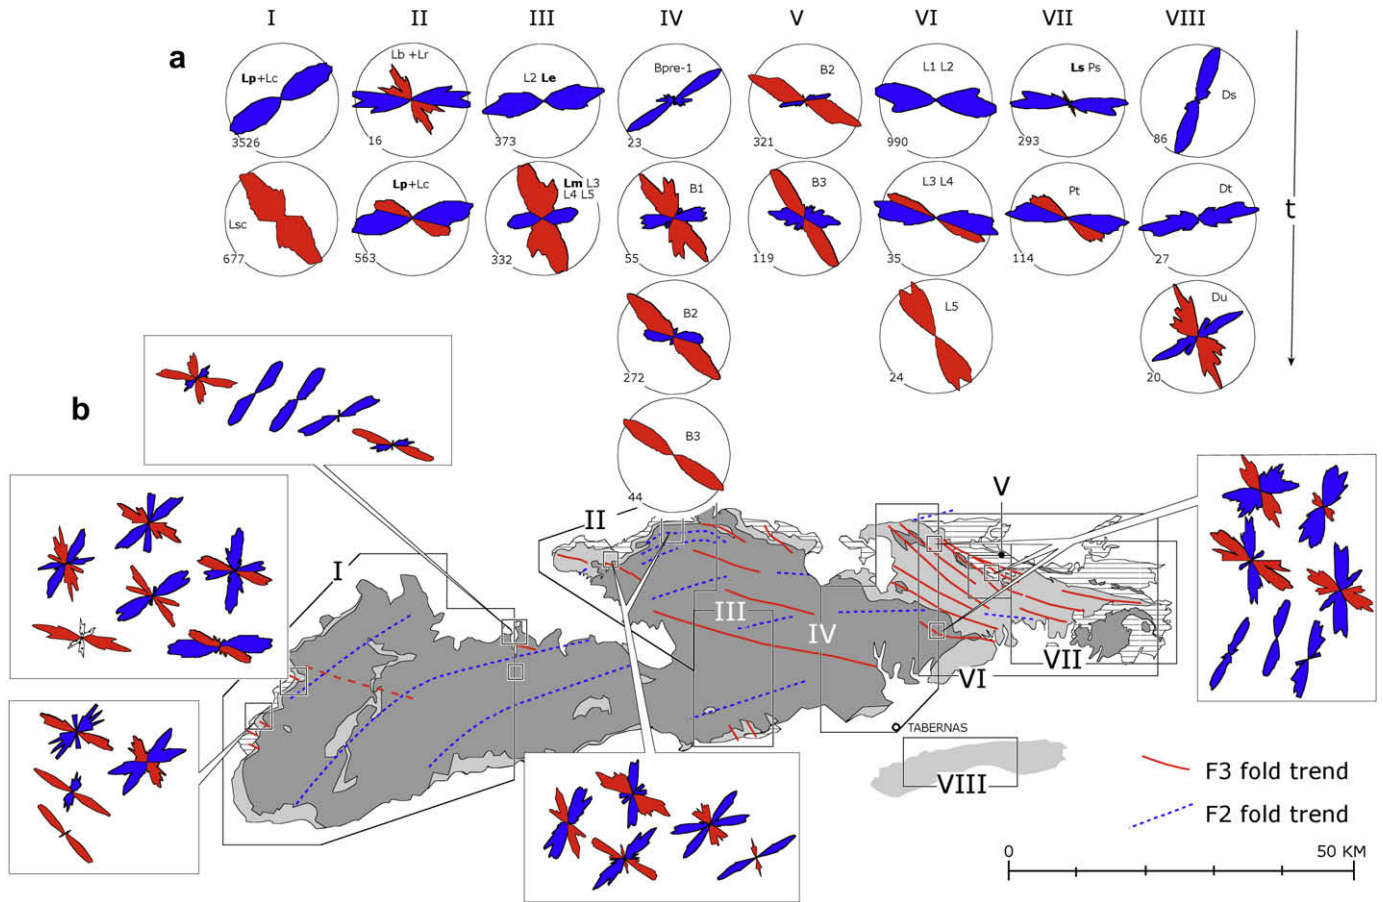 I II III IV V VI VII VIII
a
Lp+Lc
3526
Lb +Lr
16
L2 Le
373
Bpre-1
23
B2
321
L1 L2
990
Ls Ps
293
Ds
86
t
Lsc
677
Lp+Lc
563
Lm L3
L4 L5
332
B1
55
B3
119
L3 L4
35
Pt
114
Dt
27
B2
272
L5
24
Du
20
B3
44
b
I
II
III
IV
V
VI
VII
VIII
TABERNAS
F3 fold trend
F2 fold trend
0 50 KM